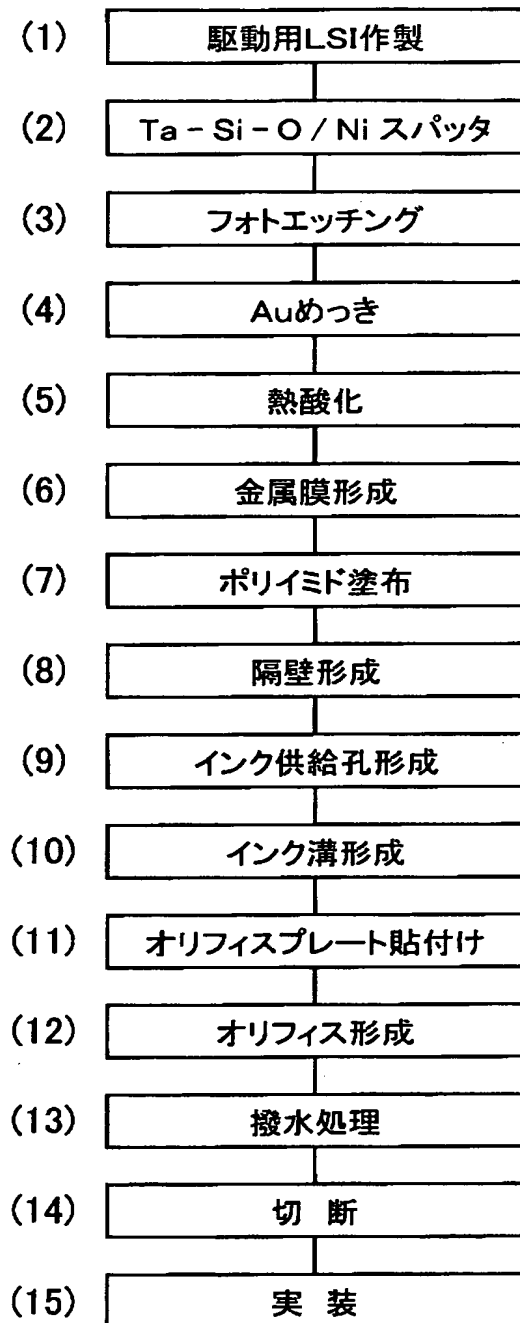 (1) 駆動用LSI作製
(2) Ta-Si-O/Niスパッタ
(3) フォトエッチング
(4) Auめっき
(5) 熱酸化
(6) 金属膜形成
(7) ポリイミド塗布
(8) 隔壁形成
(9) インク供給孔形成
(10) インク溝形成
(11) オリフィスプレート貼付け
(12) オリフィス形成
(13) 撥水処理
(14) 切 断
(15) 実 装